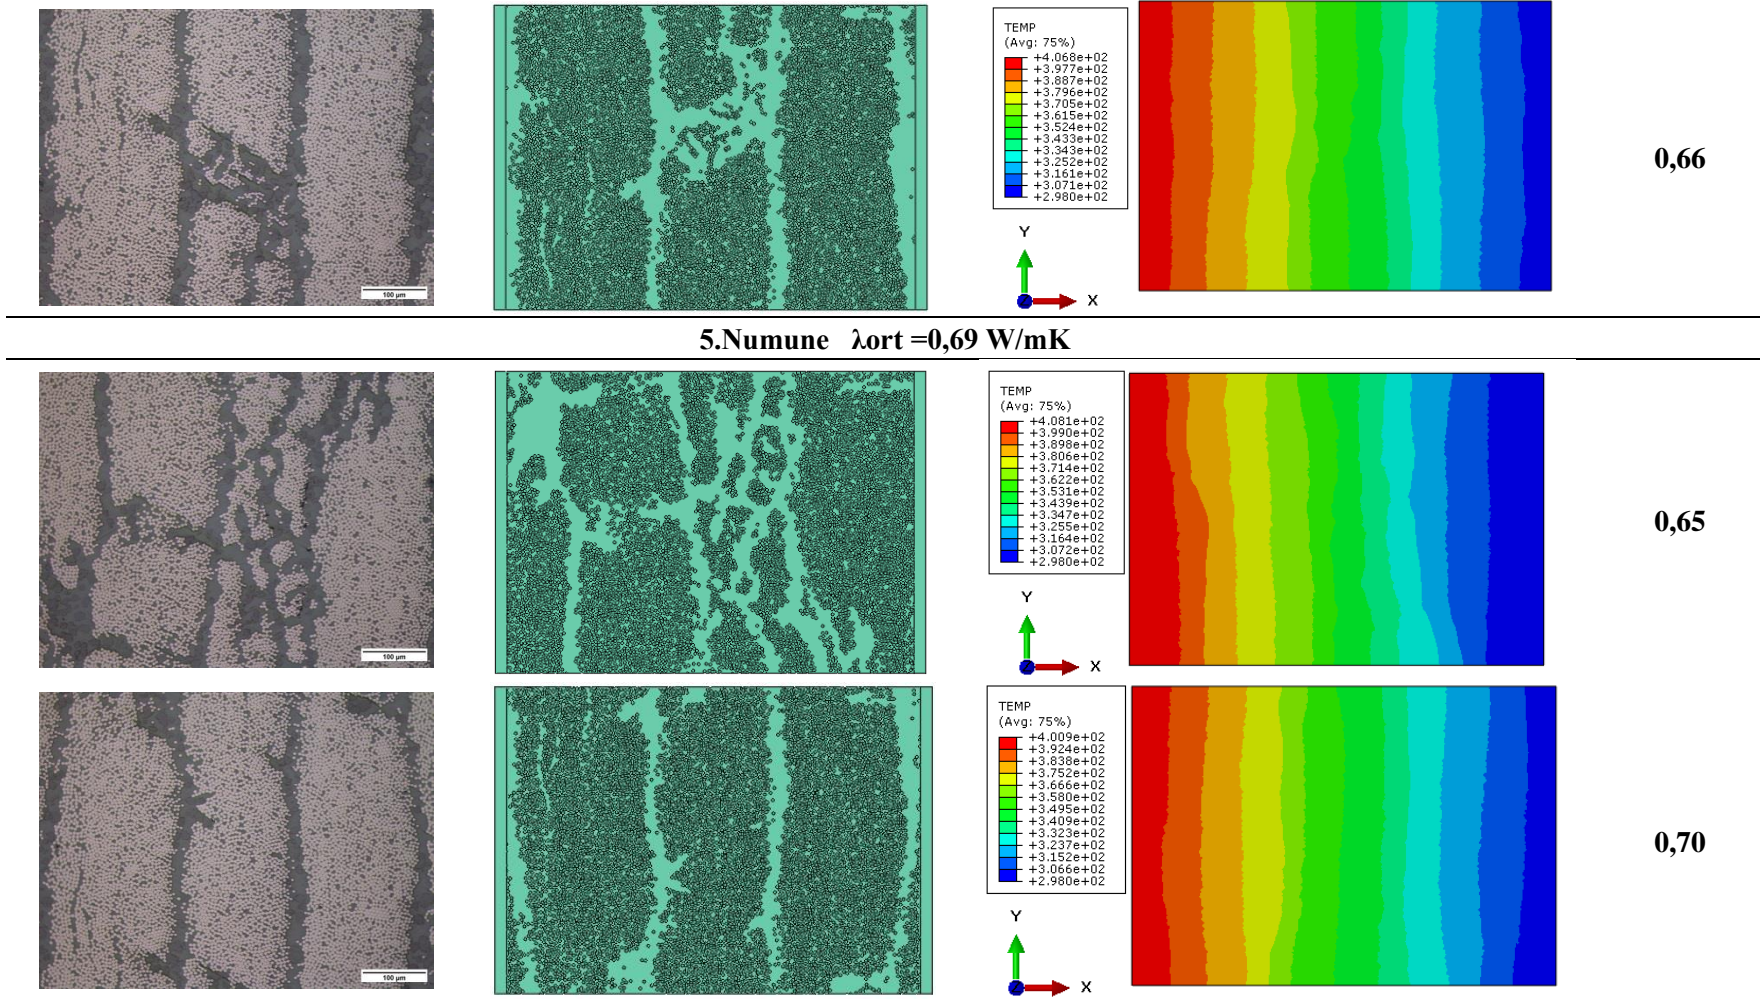 TEMP
(Avg: 75%)
+4.068e+02
+3.977e+02
+3.887e+02
+3.796e+02
+3.705e+02
+3.615e+02
+3.524e+02
+3.433e+02
+3.343e+02
+3.252e+02
+3.161e+02
+3.071e+02
+2.980e+02
Y
Z
X
100 µm
0,66
5.Numune λort =0,69 W/mK
TEMP
(Avg: 75%)
+4.081e+02
+3.990e+02
+3.898e+02
+3.806e+02
+3.714e+02
+3.622e+02
+3.531e+02
+3.439e+02
+3.347e+02
+3.255e+02
+3.164e+02
+3.072e+02
+2.980e+02
Y
Z
X
100 µm
0,65
TEMP
(Avg: 75%)
+4.009e+02
+3.924e+02
+3.838e+02
+3.752e+02
+3.666e+02
+3.580e+02
+3.495e+02
+3.409e+02
+3.323e+02
+3.237e+02
+3.152e+02
+3.066e+02
+2.980e+02
Y
Z
X
100 µm
0,70